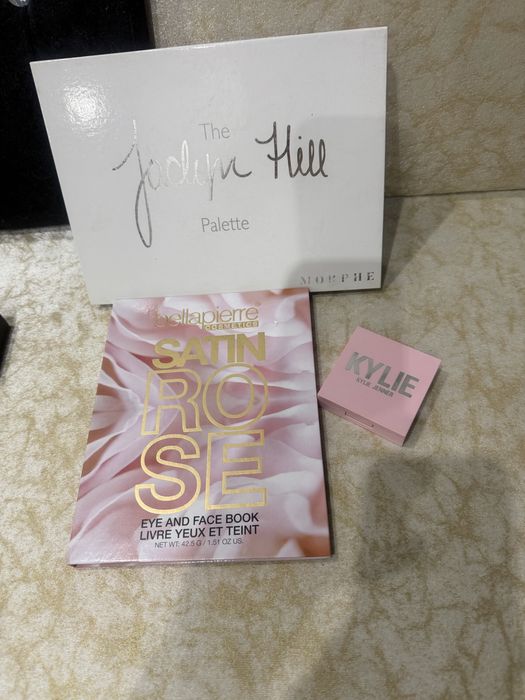 The
Jaclyn Hill
Palette
MORPHE
bellapierre
COSMETICS
SATIN
RO
SE
EYE AND FACE BOOK
LIVRE YEUX ET TEINT
NET WT: 42.5 G / 1.51 OZ US.
KYLIE
KYLIE JENNER